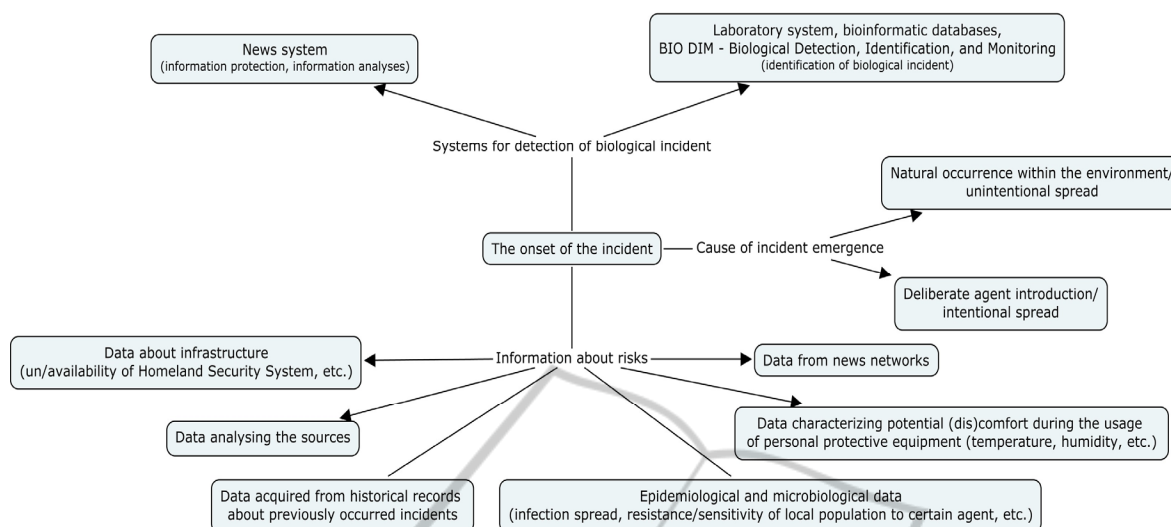 News system
(information protection, information analyses)
Laboratory system, bioinformatic databases,
BIO DIM - Biological Detection, Identification, and Monitoring
(identification of biological incident)
Systems for detection of biological incident
Natural occurrence within the environment/
unintentional spread
The onset of the incident
Cause of incident emergence
Deliberate agent introduction/
intentional spread
Data about infrastructure
(un/availability of Homeland Security System, etc.)
Information about risks
Data from news networks
Data analysing the sources
Data characterizing potential (dis)comfort during the usage
of personal protective equipment (temperature, humidity, etc.)
Data acquired from historical records
about previously occurred incidents
Epidemiological and microbiological data
(infection spread, resistance/sensitivity of local population to certain agent, etc.)